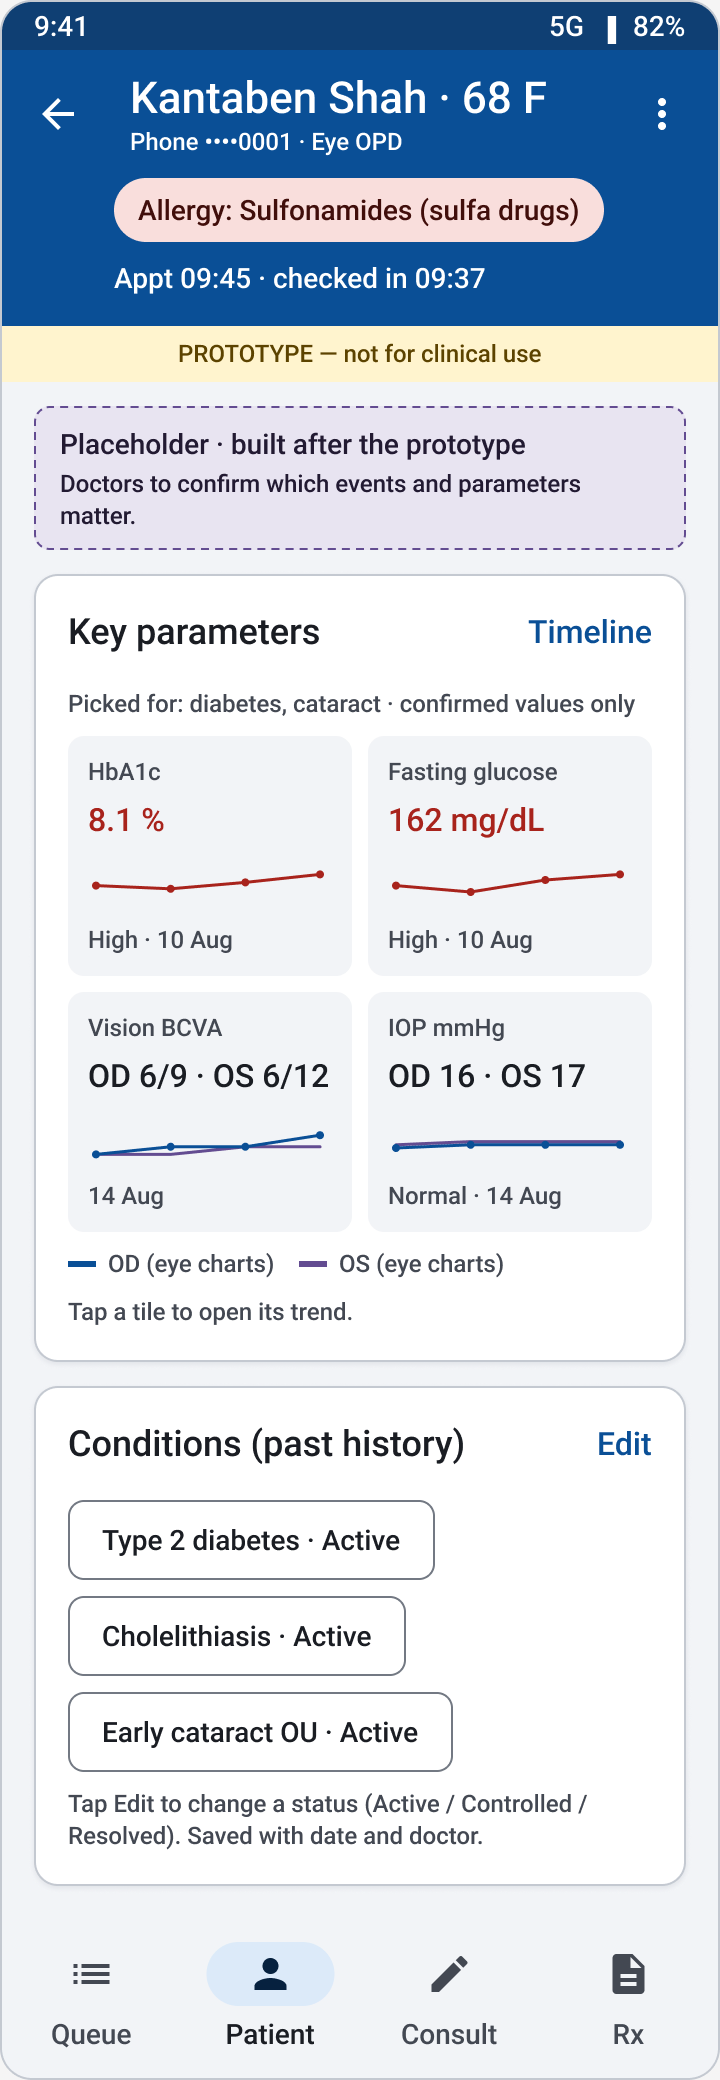 9:41
5G 82%
Kantaben Shah · 68 F
Phone ••••0001 · Eye OPD
Allergy: Sulfonamides (sulfa drugs)
Appt 09:45 · checked in 09:37
PROTOTYPE — not for clinical use
Placeholder · built after the prototype
Doctors to confirm which events and parameters
matter.
Key parameters
Timeline
Picked for: diabetes, cataract · confirmed values only
HbA1c
8.1 %
High · 10 Aug
Fasting glucose
162 mg/dL
High · 10 Aug
Vision BCVA
OD 6/9 · OS 6/12
14 Aug
IOP mmHg
OD 16 · OS 17
Normal · 14 Aug
OD (eye charts)
OS (eye charts)
Tap a tile to open its trend.
Conditions (past history)
Edit
Type 2 diabetes · Active
Cholelithiasis · Active
Early cataract OU · Active
Tap Edit to change a status (Active / Controlled /
Resolved). Saved with date and doctor.
Queue
Patient
Consult
Rx